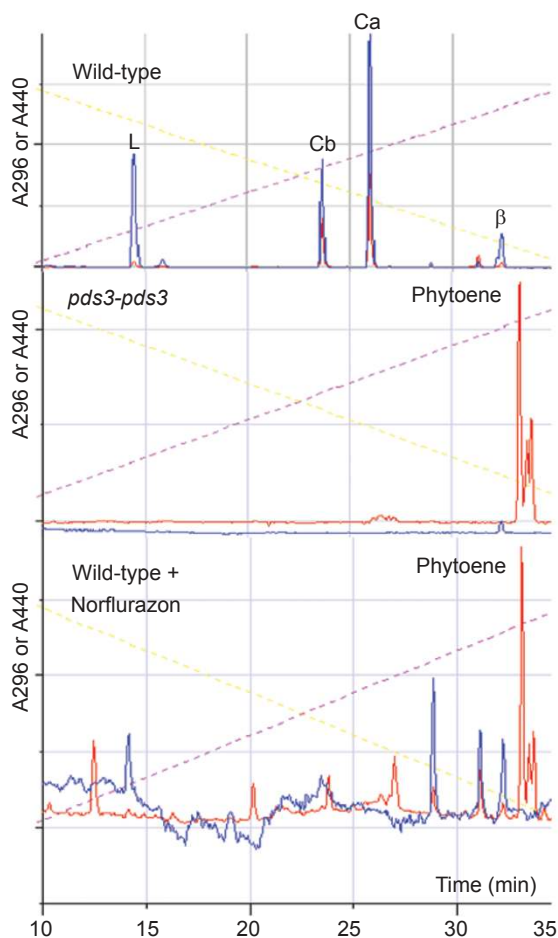 Ca
Wild-type
L
Cb
β
A296 or A440
pds3-pds3
Phytoene
A296 or A440
Wild-type +
Norflurazon
Phytoene
A296 or A440
Time (min)
10 15 20 25 30 35